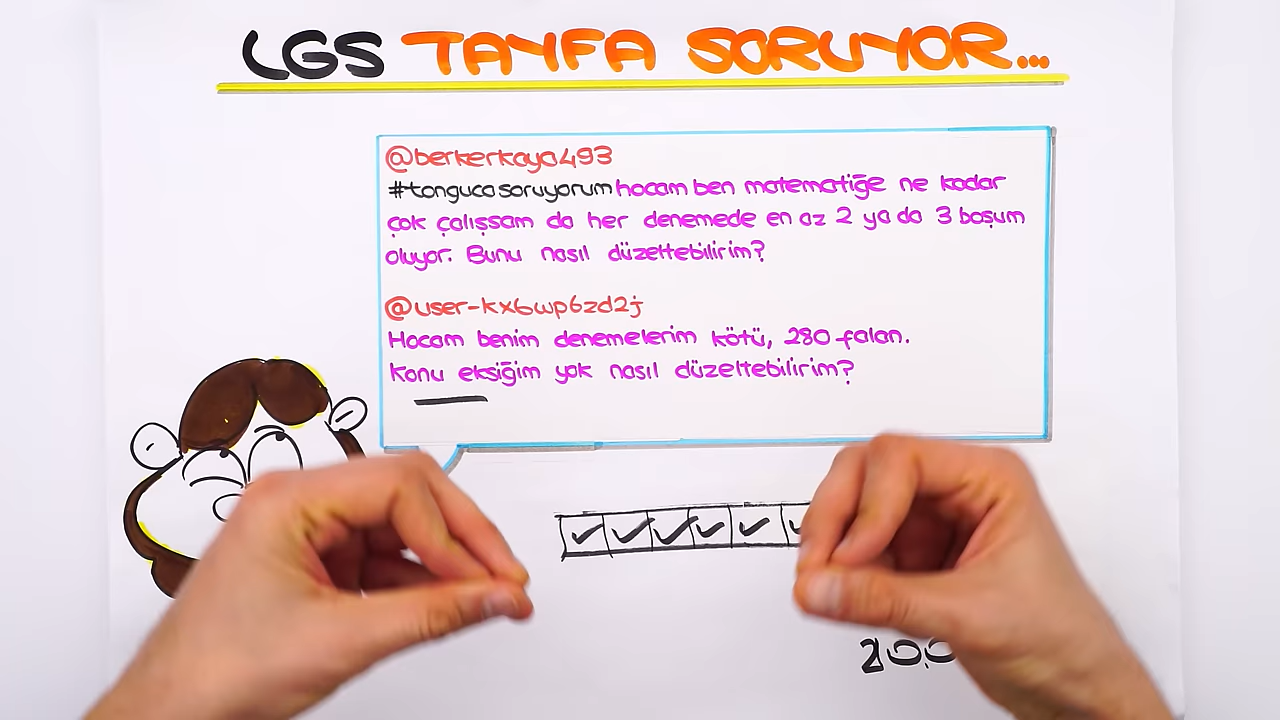 LGS TAYFA SORUYOR...
@berkerkaya493
#tongucasoruyorum hocam ben matematiğe ne kadar
çok çalışsam da her denemede en az 2 ya da 3 boşum
oluyor. Bunu nasıl düzeltebilirim?
@user-kx6wp6zd2j
Hocam benim denemelerim kötü, 280 falan.
Konu eksiğim yok nasıl düzeltebilirim?